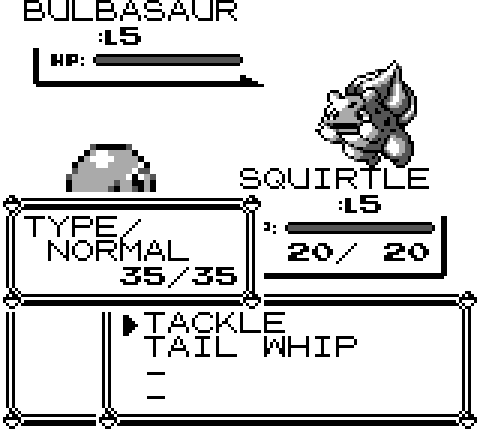 BULBASAUR
:L5
HP:
SQUIRTLE
:L5
20/ 20
TYPE/
NORMAL
35/35
TACKLE
TAIL WHIP
–
–